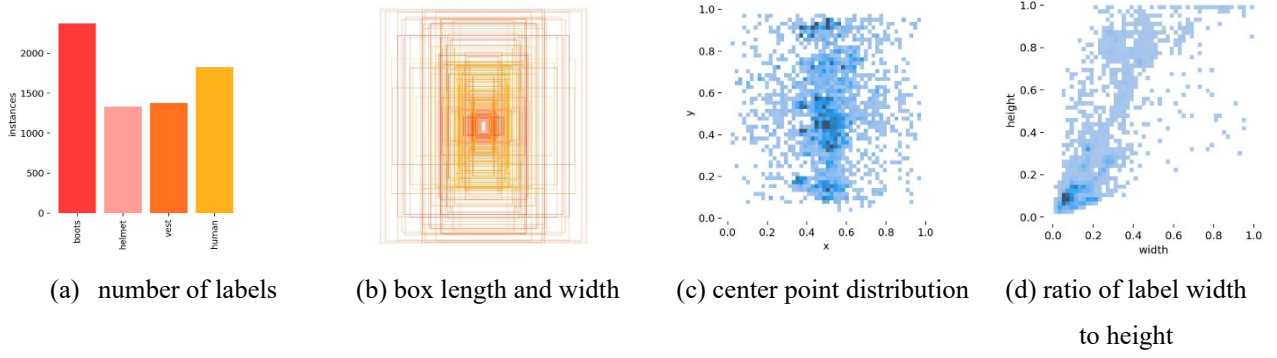 2000
1500
1000
500
0
instances
boots
helmet
vest
human
(a) number of labels
(b) box length and width
1.0
0.8
0.6
0.4
0.2
0.0
y
0.0 0.2 0.4 0.6 0.8 1.0
x
(c) center point distribution
1.0
0.8
0.6
0.4
0.2
0.0
height
0.0 0.2 0.4 0.6 0.8 1.0
width
(d) ratio of label width
to height